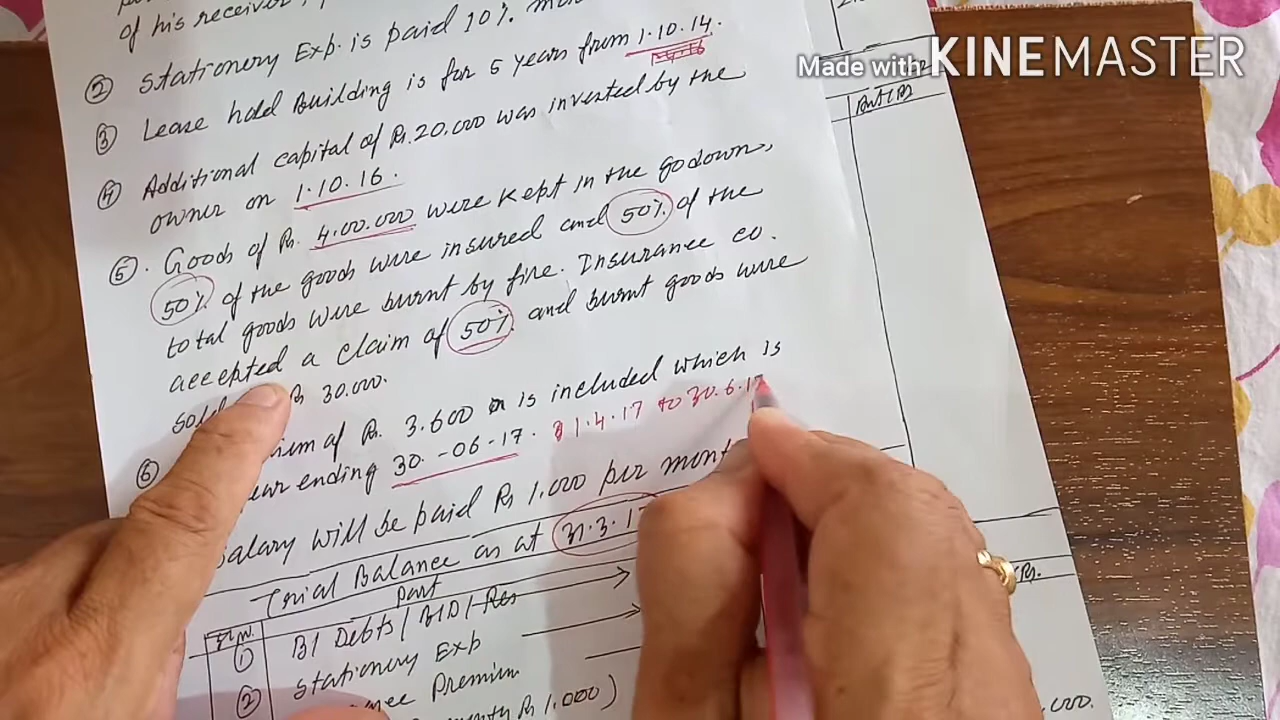 Made with KINEMASTER
of his receiver
② Stationery Exp. is paid 10%
③ Lease hold Building is for 5 years from 1.10.14.
④ Additional capital of Rs. 20.000 was invested by the
owner on 1.10.16.
⑤. Goods of Rs. 4.00.000 were kept in the godown,
50% of the goods were insured and 50% of the
total goods were burnt by fire. Insurance co.
accepted a claim of 50% and burnt goods were
Rs 30.000.
⑥ of Rs. 3.600 is included which is
ending 30.-06-17. 1.4.17 to 30.6.17
Salary will be paid Rs 1.000 per month
Trial Balance as at 31.3.17
Part
① B/Debts / B/D / Res
② Stationery Exp
Premium
Rs 1.000)